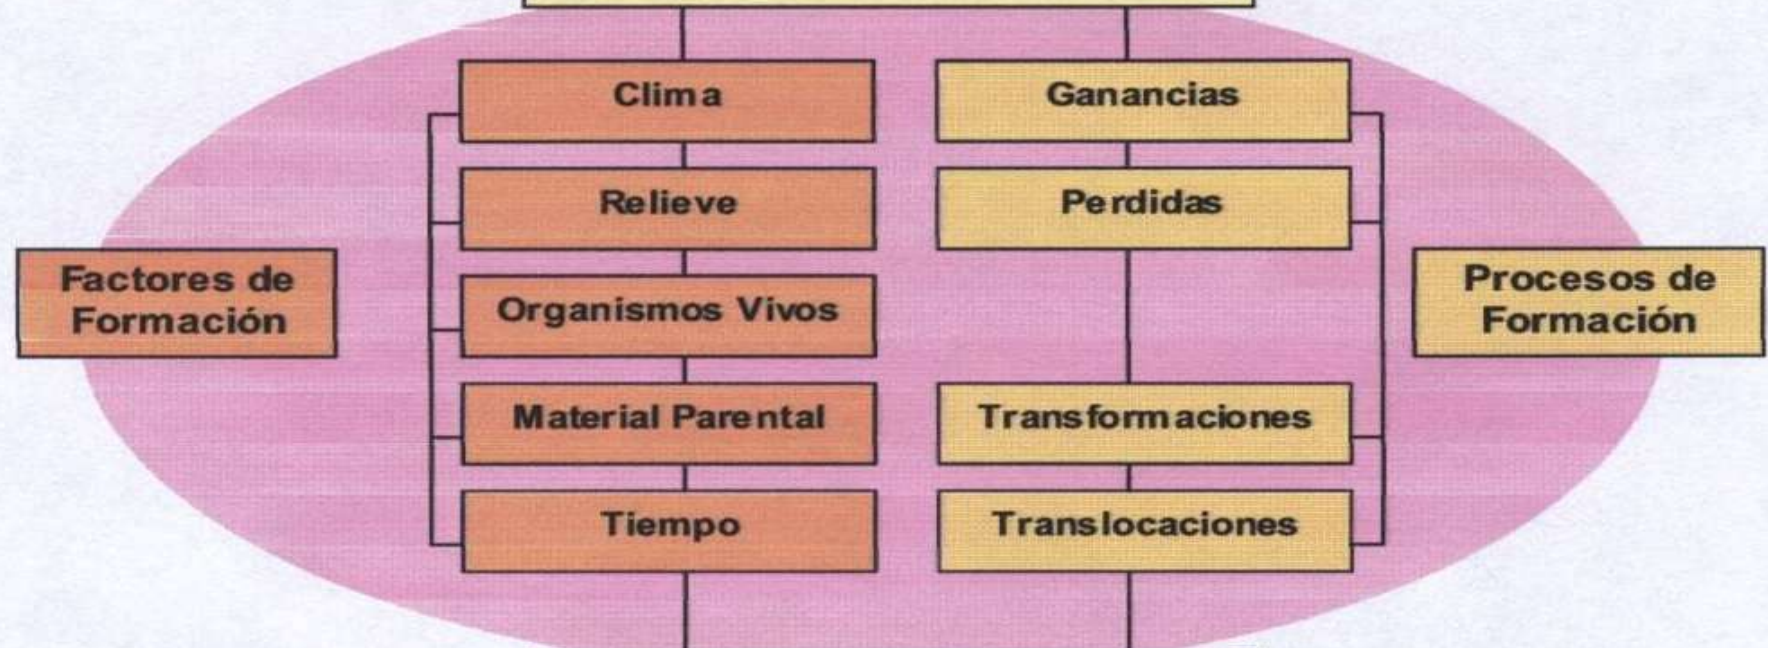 Clima
Relieve
Organismos Vivos
Material Parental
Tiempo
Ganancias
Perdidas
Transformaciones
Translocaciones
Factores de
Formación
Procesos de
Formación